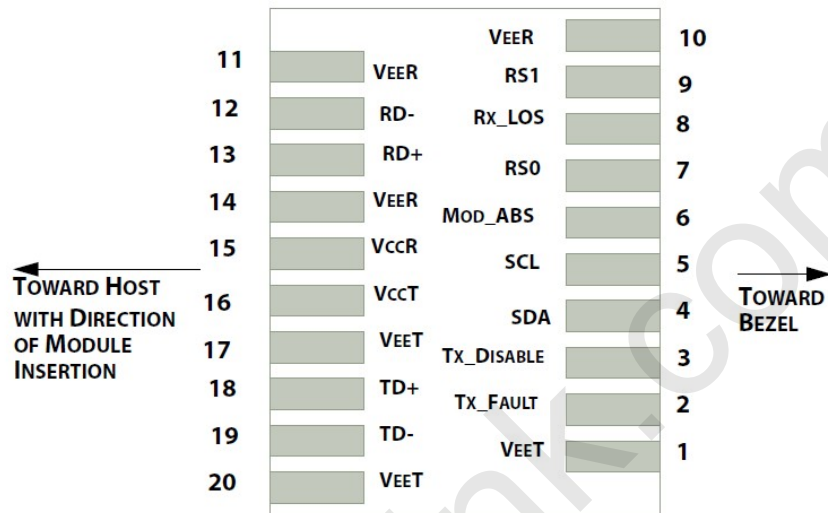 11
VEER
12
RD-
13
RD+
14
VEER
15
VCCR
16
VCCT
17
VEET
18
TD+
19
TD-
20
VEET
VEER
10
RS1
9
RX_LOS
8
RS0
7
MOD_ABS
6
SCL
5
SDA
4
TX_DISABLE
3
TX_FAULT
2
VEET
1
TOWARD HOST
WITH DIRECTION
OF MODULE
INSERTION
TOWARD
BEZEL
nk.com